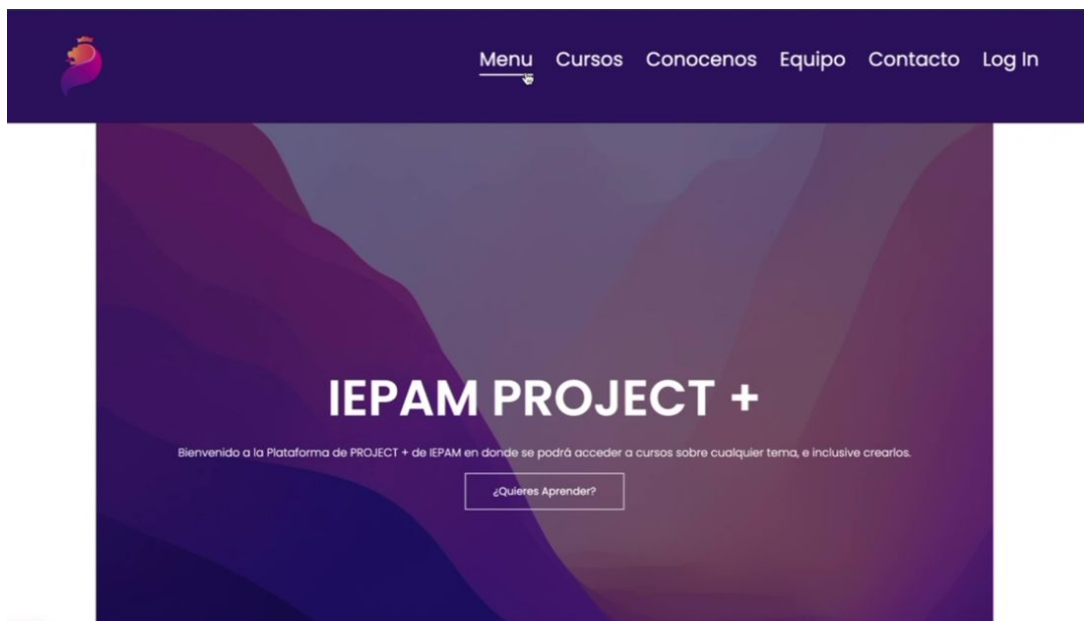 Menu Cursos Conocenos Equipo Contacto Log In
IEPAM PROJECT +
Bienvenido a la Plataforma de PROJECT + de IEPAM en donde se podrá acceder a cursos sobre cualquier tema, e inclusive crearlos.
¿Quieres Aprender?